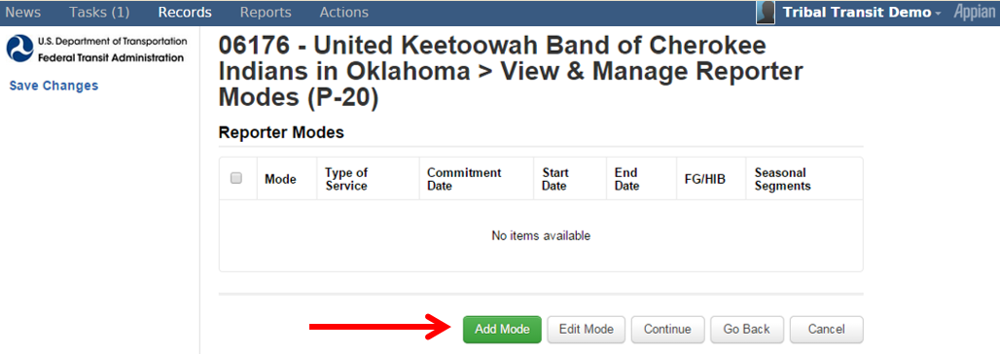 News Tasks (1) Records Reports Actions Tribal Transit Demo Appian
U.S. Department of Transportation
Federal Transit Administration
Save Changes
06176 - United Keetoowah Band of Cherokee
Indians in Oklahoma > View & Manage Reporter
Modes (P-20)
Reporter Modes
Mode Type of Service Commitment Date Start Date End Date FG/HIB Seasonal Segments
No items available
Add Mode Edit Mode Continue Go Back Cancel